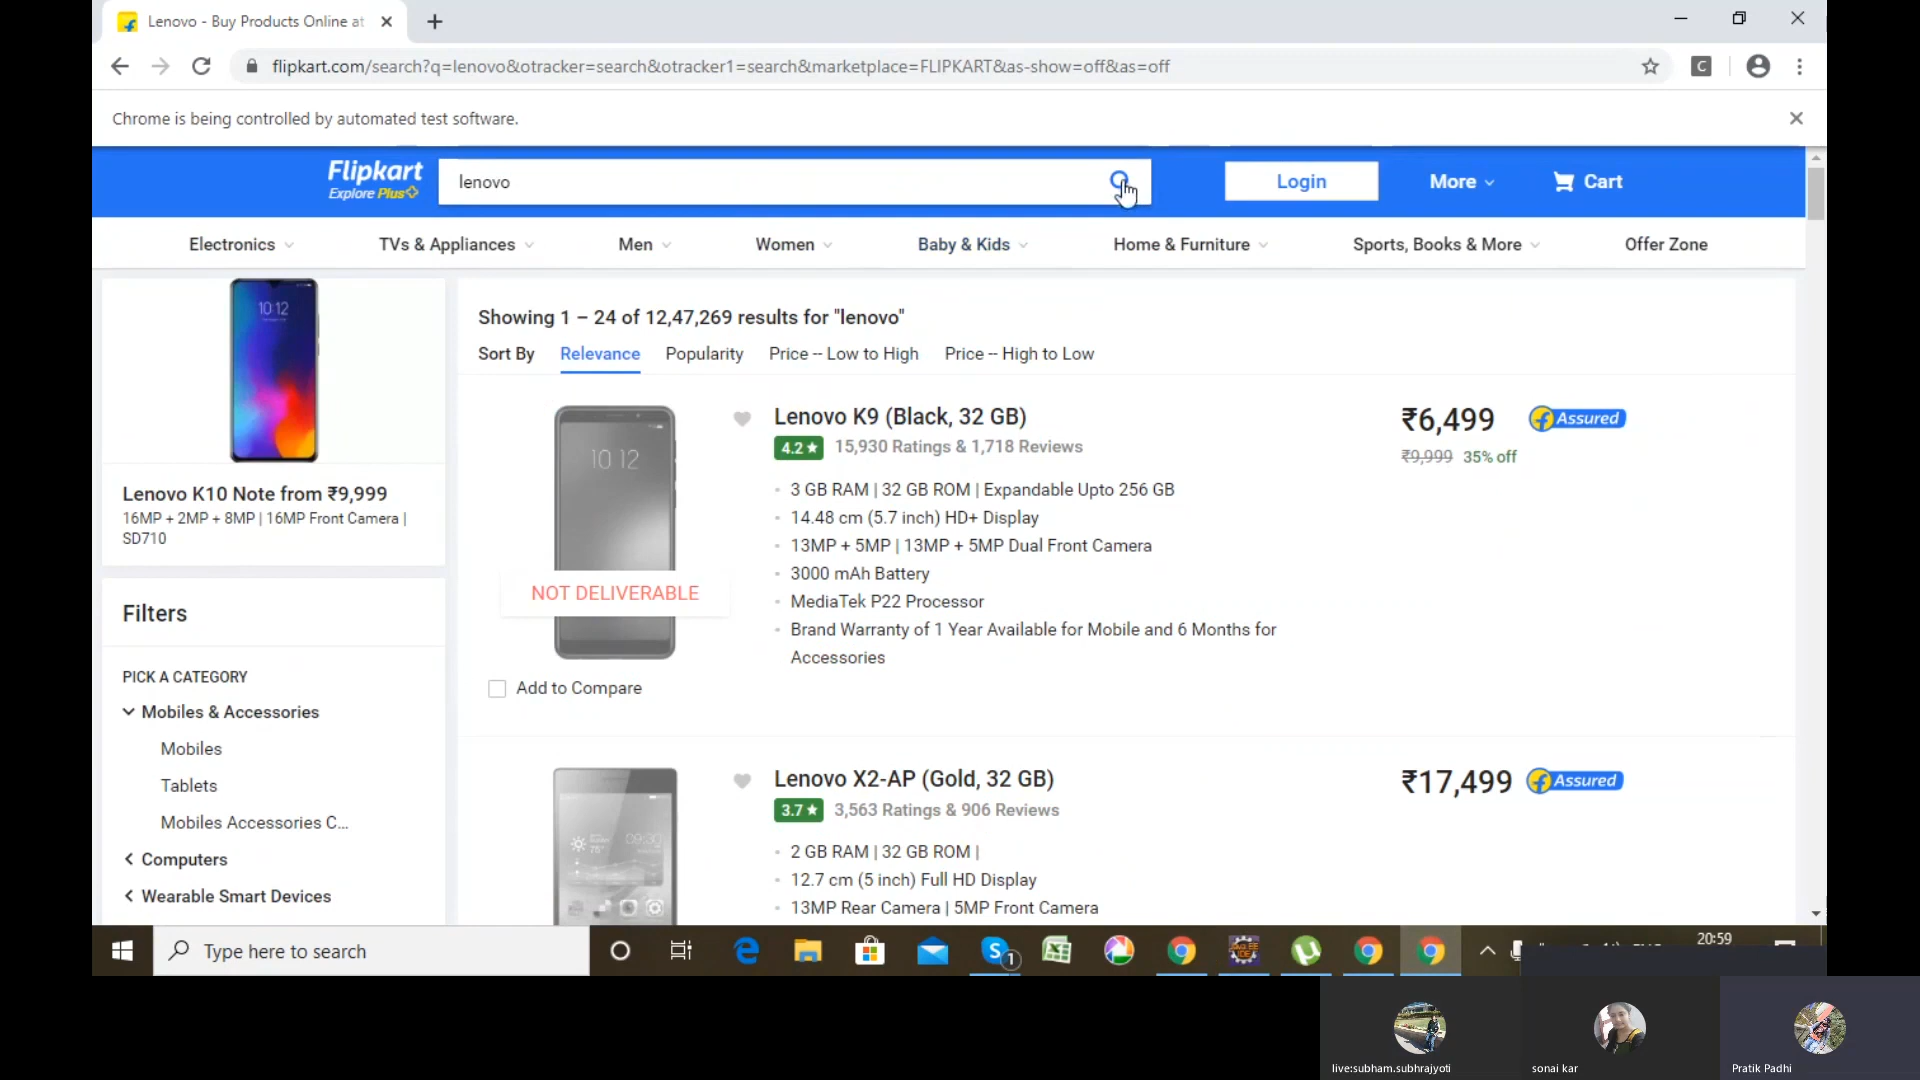 Lenovo - Buy Products Online at
flipkart.com/search?q=lenovo&otracker=search&otracker1=search&marketplace=FLIPKART&as-show=off&as=off
C
Chrome is being controlled by automated test software.
Flipkart
Explore Plus
lenovo
Login
More
Cart
Electronics
TVs & Appliances
Men
Women
Baby & Kids
Home & Furniture
Sports, Books & More
Offer Zone
10:12
Lenovo K10 Note from ₹9,999
16MP + 2MP + 8MP | 16MP Front Camera |
SD710
Filters
PICK A CATEGORY
Mobiles & Accessories
Mobiles
Tablets
Mobiles Accessories C...
Computers
Wearable Smart Devices
Showing 1 – 24 of 12,47,269 results for "lenovo"
Sort By
Relevance
Popularity
Price -- Low to High
Price -- High to Low
10 12
NOT DELIVERABLE
Add to Compare
Lenovo K9 (Black, 32 GB)
4.2★
15,930 Ratings & 1,718 Reviews
3 GB RAM | 32 GB ROM | Expandable Upto 256 GB
14.48 cm (5.7 inch) HD+ Display
13MP + 5MP | 13MP + 5MP Dual Front Camera
3000 mAh Battery
MediaTek P22 Processor
Brand Warranty of 1 Year Available for Mobile and 6 Months for
Accessories
₹6,499
Assured
₹9,999 35% off
Lenovo X2-AP (Gold, 32 GB)
3.7★
3,563 Ratings & 906 Reviews
2 GB RAM | 32 GB ROM |
12.7 cm (5 inch) Full HD Display
13MP Rear Camera | 5MP Front Camera
₹17,499
Assured
Type here to search
1
20:59
live:subham.subhrajyoti
sonai kar
Pratik Padhi